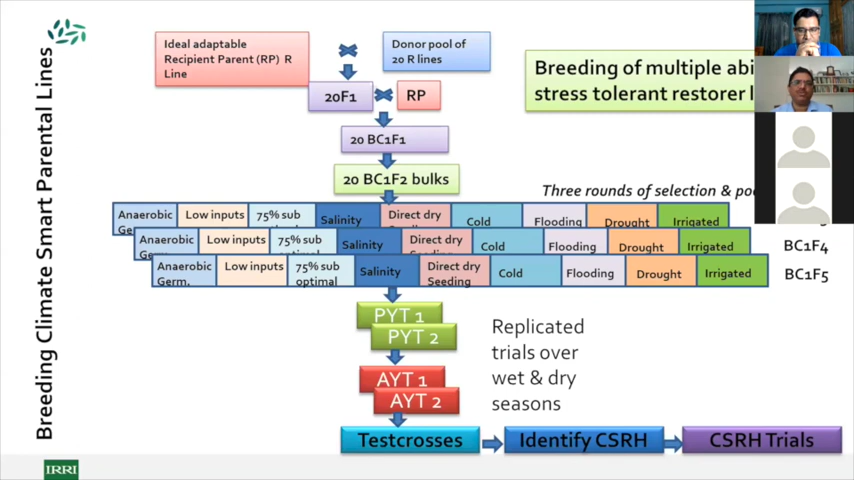 Breeding Climate Smart Parental Lines
Ideal adaptable
Recipient Parent (RP) R
Line
Donor pool of
20 R lines
20F1
RP
20 BC1F1
20 BC1F2 bulks
Breeding of multiple
stress tolerant restorer
Three rounds of selection &
Anaerobic
Low inputs
75% sub
Salinity
Direct dry
Cold
Flooding
Drought
Irrigated
Anaerobic
Low inputs
75% sub
Salinity
Direct dry
Cold
Flooding
Drought
Irrigated
BC1F4
Anaerobic
Germ.
Low inputs
75% sub
optimal
Salinity
Direct dry
Seeding
Cold
Flooding
Drought
Irrigated
BC1F5
PYT 1
PYT 2
Replicated
trials over
wet & dry
seasons
AYT 1
AYT 2
Testcrosses
Identify CSRH
CSRH Trials
IRRI